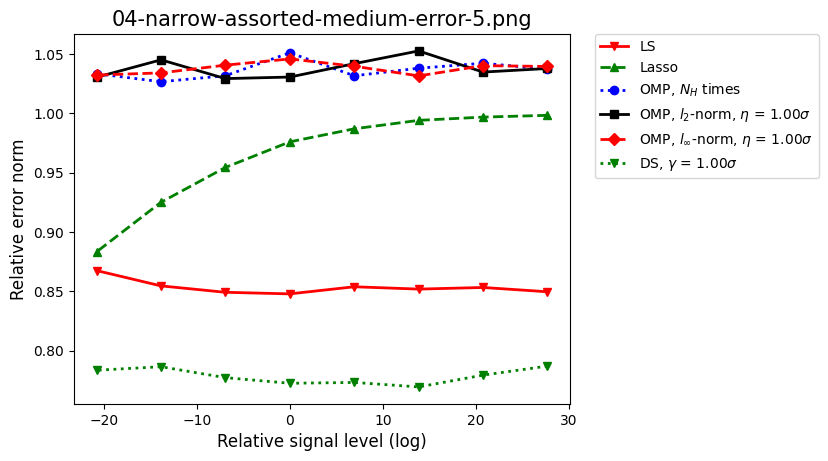 04-narrow-assorted-medium-error-5.png
Relative error norm
1.05
1.00
0.95
0.90
0.85
0.80
−20
−10
0
10
20
30
Relative signal level (log)
LS
Lasso
OMP, N_H times
OMP, l_2-norm, η = 1.00σ
OMP, l_∞-norm, η = 1.00σ
DS, γ = 1.00σ